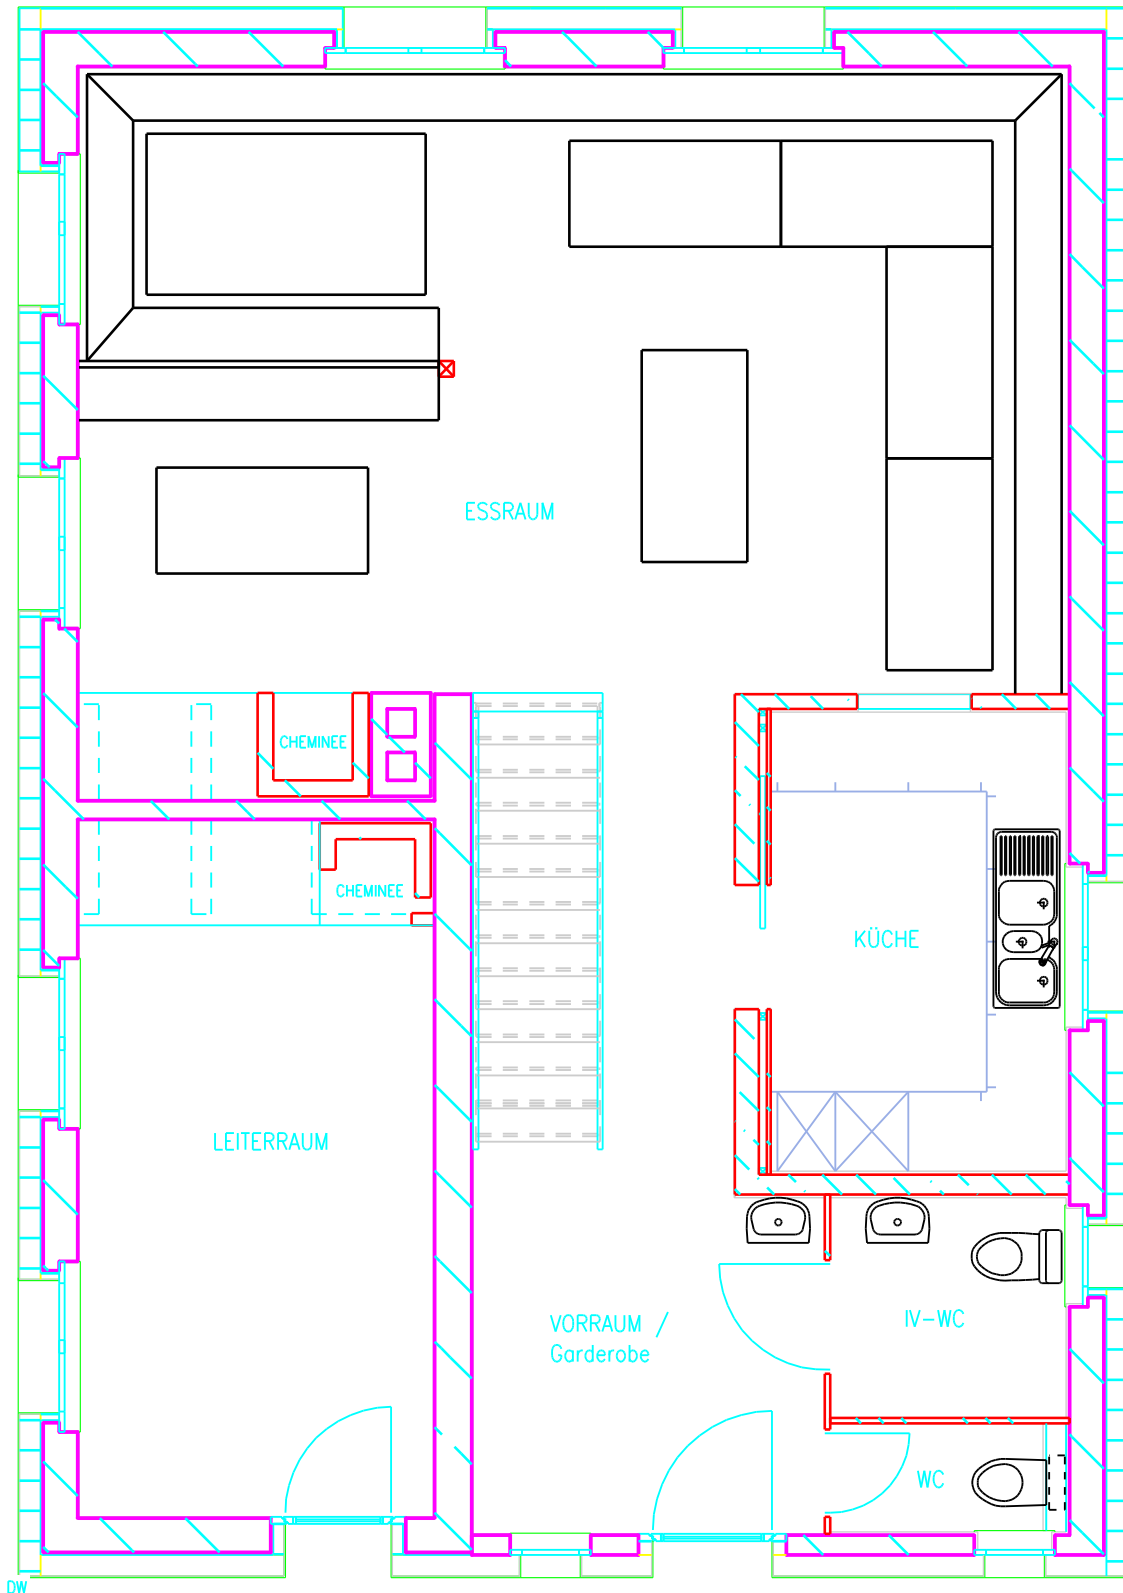 ESSRAUM
CHEMINEE
CHEMINEE
KÜCHE
LEITERRAUM
IV-WC
VORRAUM /
Garderobe
WC
DW